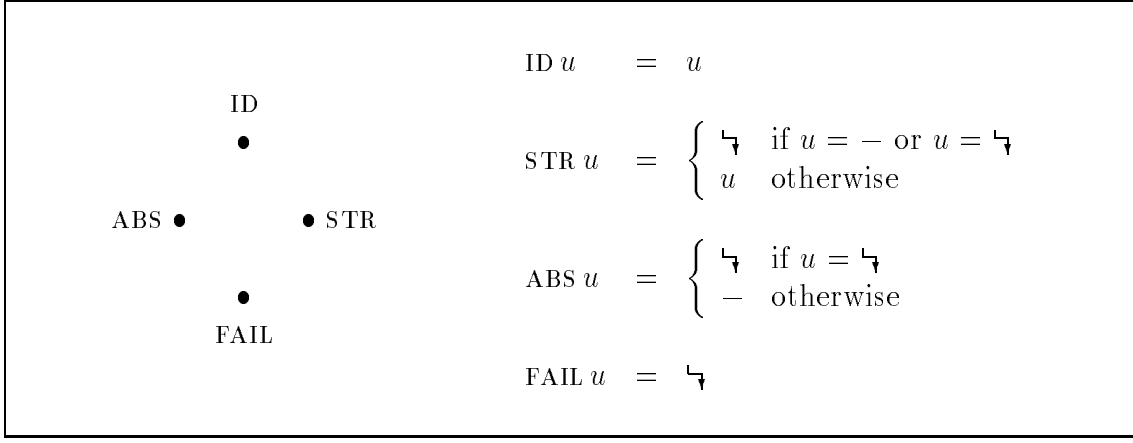 ID
ABS
STR
FAIL
ID u = u
STR u = { ↯ if u = − or u = ↯
u otherwise
ABS u = { ↯ if u = ↯
− otherwise
FAIL u = ↯